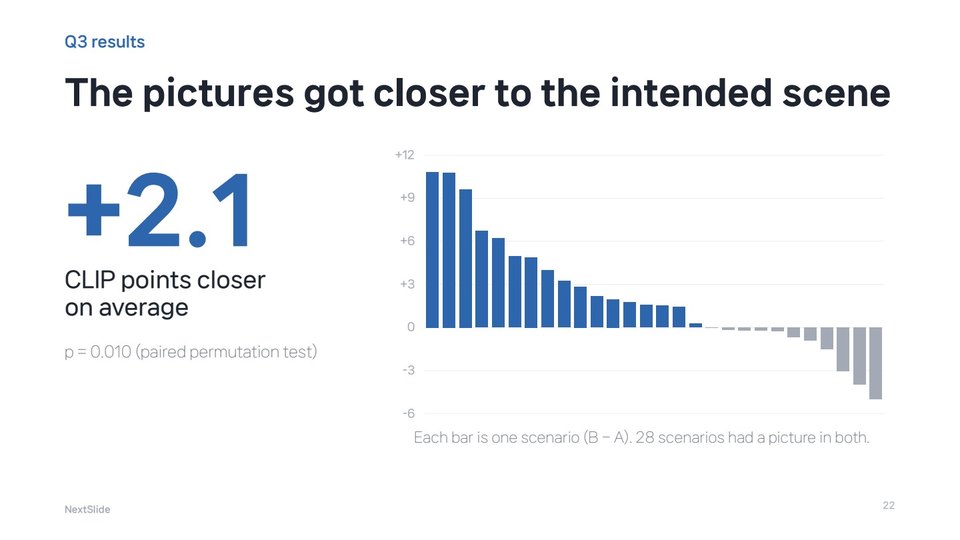 Q3 results
The pictures got closer to the intended scene
+2.1
CLIP points closer
on average
p = 0.010 (paired permutation test)
+12
+9
+6
+3
0
-3
-6
Each bar is one scenario (B − A). 28 scenarios had a picture in both.
NextSlide
22